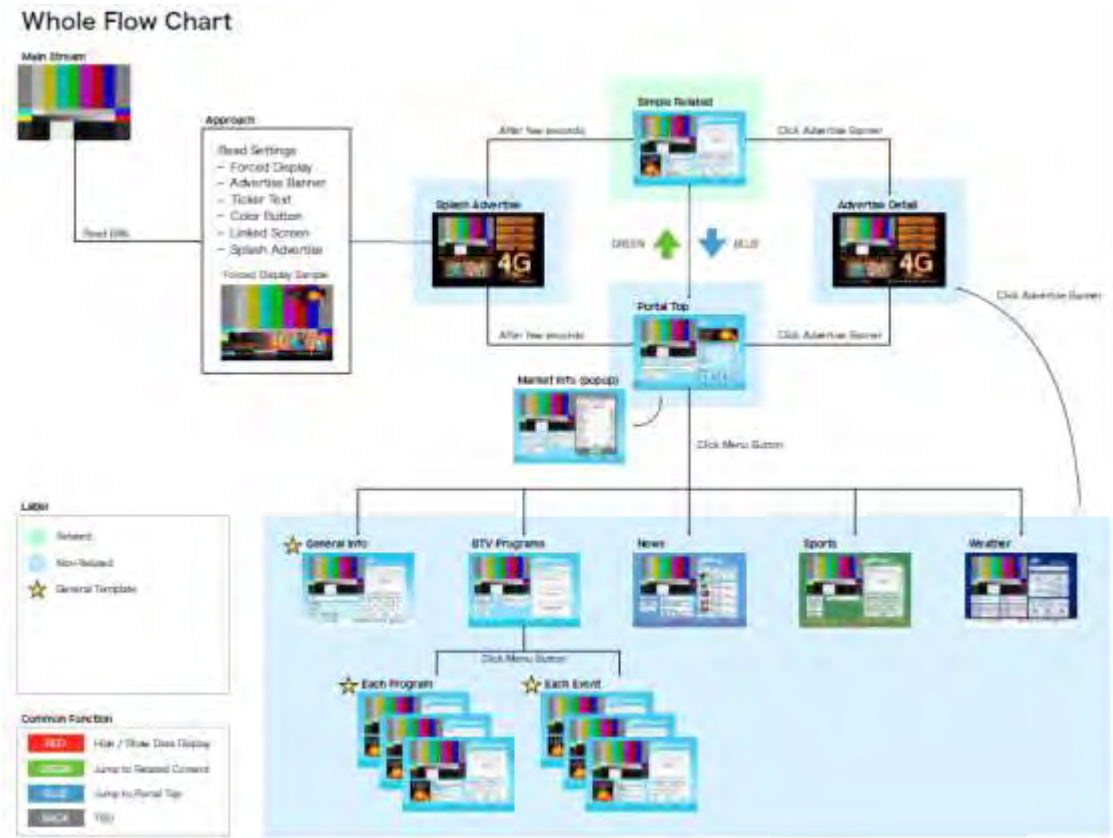 Whole Flow Chart
Main Stream
Approach
Read Settings
- Forced Display
- Advertise Banner
- Ticker Text
- Color Button
- Linked Screen
- Splash Advertise
Forced Display Sample
Read BML
Splash Advertise
4G
After few seconds
After few seconds
Simple Related
Click Advertise Banner
GREEN
BLUE
Advertise Detail
4G
Portal Top
Click Advertise Banner
Click Advertise Banner
Market Info (popup)
Click Menu Button
Label
Related
Non-Related
General Template
General Info
BTV Programs
News
Sports
Weather
Click Menu Button
Each Program
Each Event
Common Function
RED Hide / Show Data Display
GREEN Jump to Related Content
BLUE Jump to Portal Top
BACK TBD